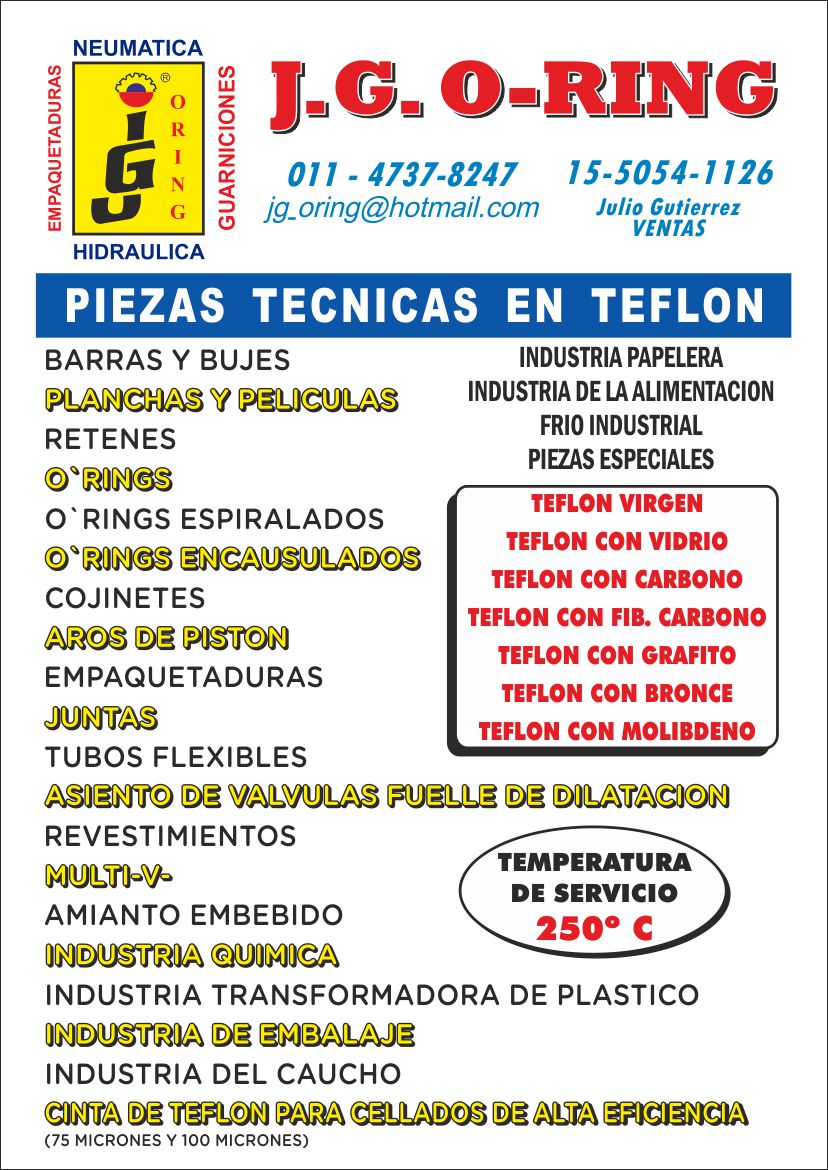 NEUMATICA
EMPAQUETADURAS
JG
®
ORING
GUARNICIONES
HIDRAULICA
J.G. O-RING
011 - 4737-8247
jg_oring@hotmail.com
15-5054-1126
Julio Gutierrez
VENTAS
PIEZAS TECNICAS EN TEFLON
BARRAS Y BUJES
PLANCHAS Y PELICULAS
RETENES
O`RINGS
O`RINGS ESPIRALADOS
O`RINGS ENCAUSULADOS
COJINETES
AROS DE PISTON
EMPAQUETADURAS
JUNTAS
TUBOS FLEXIBLES
ASIENTO DE VALVULAS FUELLE DE DILATACION
REVESTIMIENTOS
MULTI-V-
AMIANTO EMBEBIDO
INDUSTRIA QUIMICA
INDUSTRIA TRANSFORMADORA DE PLASTICO
INDUSTRIA DE EMBALAJE
INDUSTRIA DEL CAUCHO
CINTA DE TEFLON PARA CELLADOS DE ALTA EFICIENCIA
(75 MICRONES Y 100 MICRONES)
INDUSTRIA PAPELERA
INDUSTRIA DE LA ALIMENTACION
FRIO INDUSTRIAL
PIEZAS ESPECIALES
TEFLON VIRGEN
TEFLON CON VIDRIO
TEFLON CON CARBONO
TEFLON CON FIB. CARBONO
TEFLON CON GRAFITO
TEFLON CON BRONCE
TEFLON CON MOLIBDENO
TEMPERATURA
DE SERVICIO
250º C